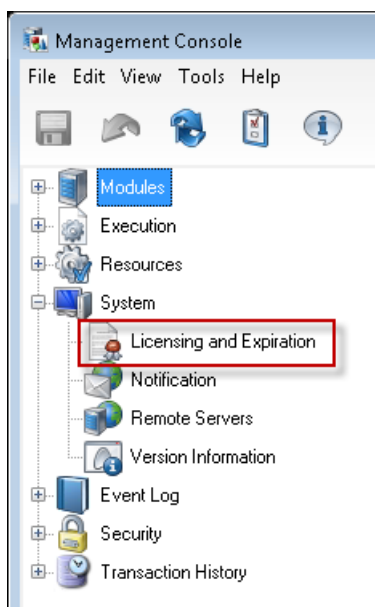 Management Console
File Edit View Tools Help
Modules
Execution
Resources
System
Licensing and Expiration
Notification
Remote Servers
Version Information
Event Log
Security
Transaction History